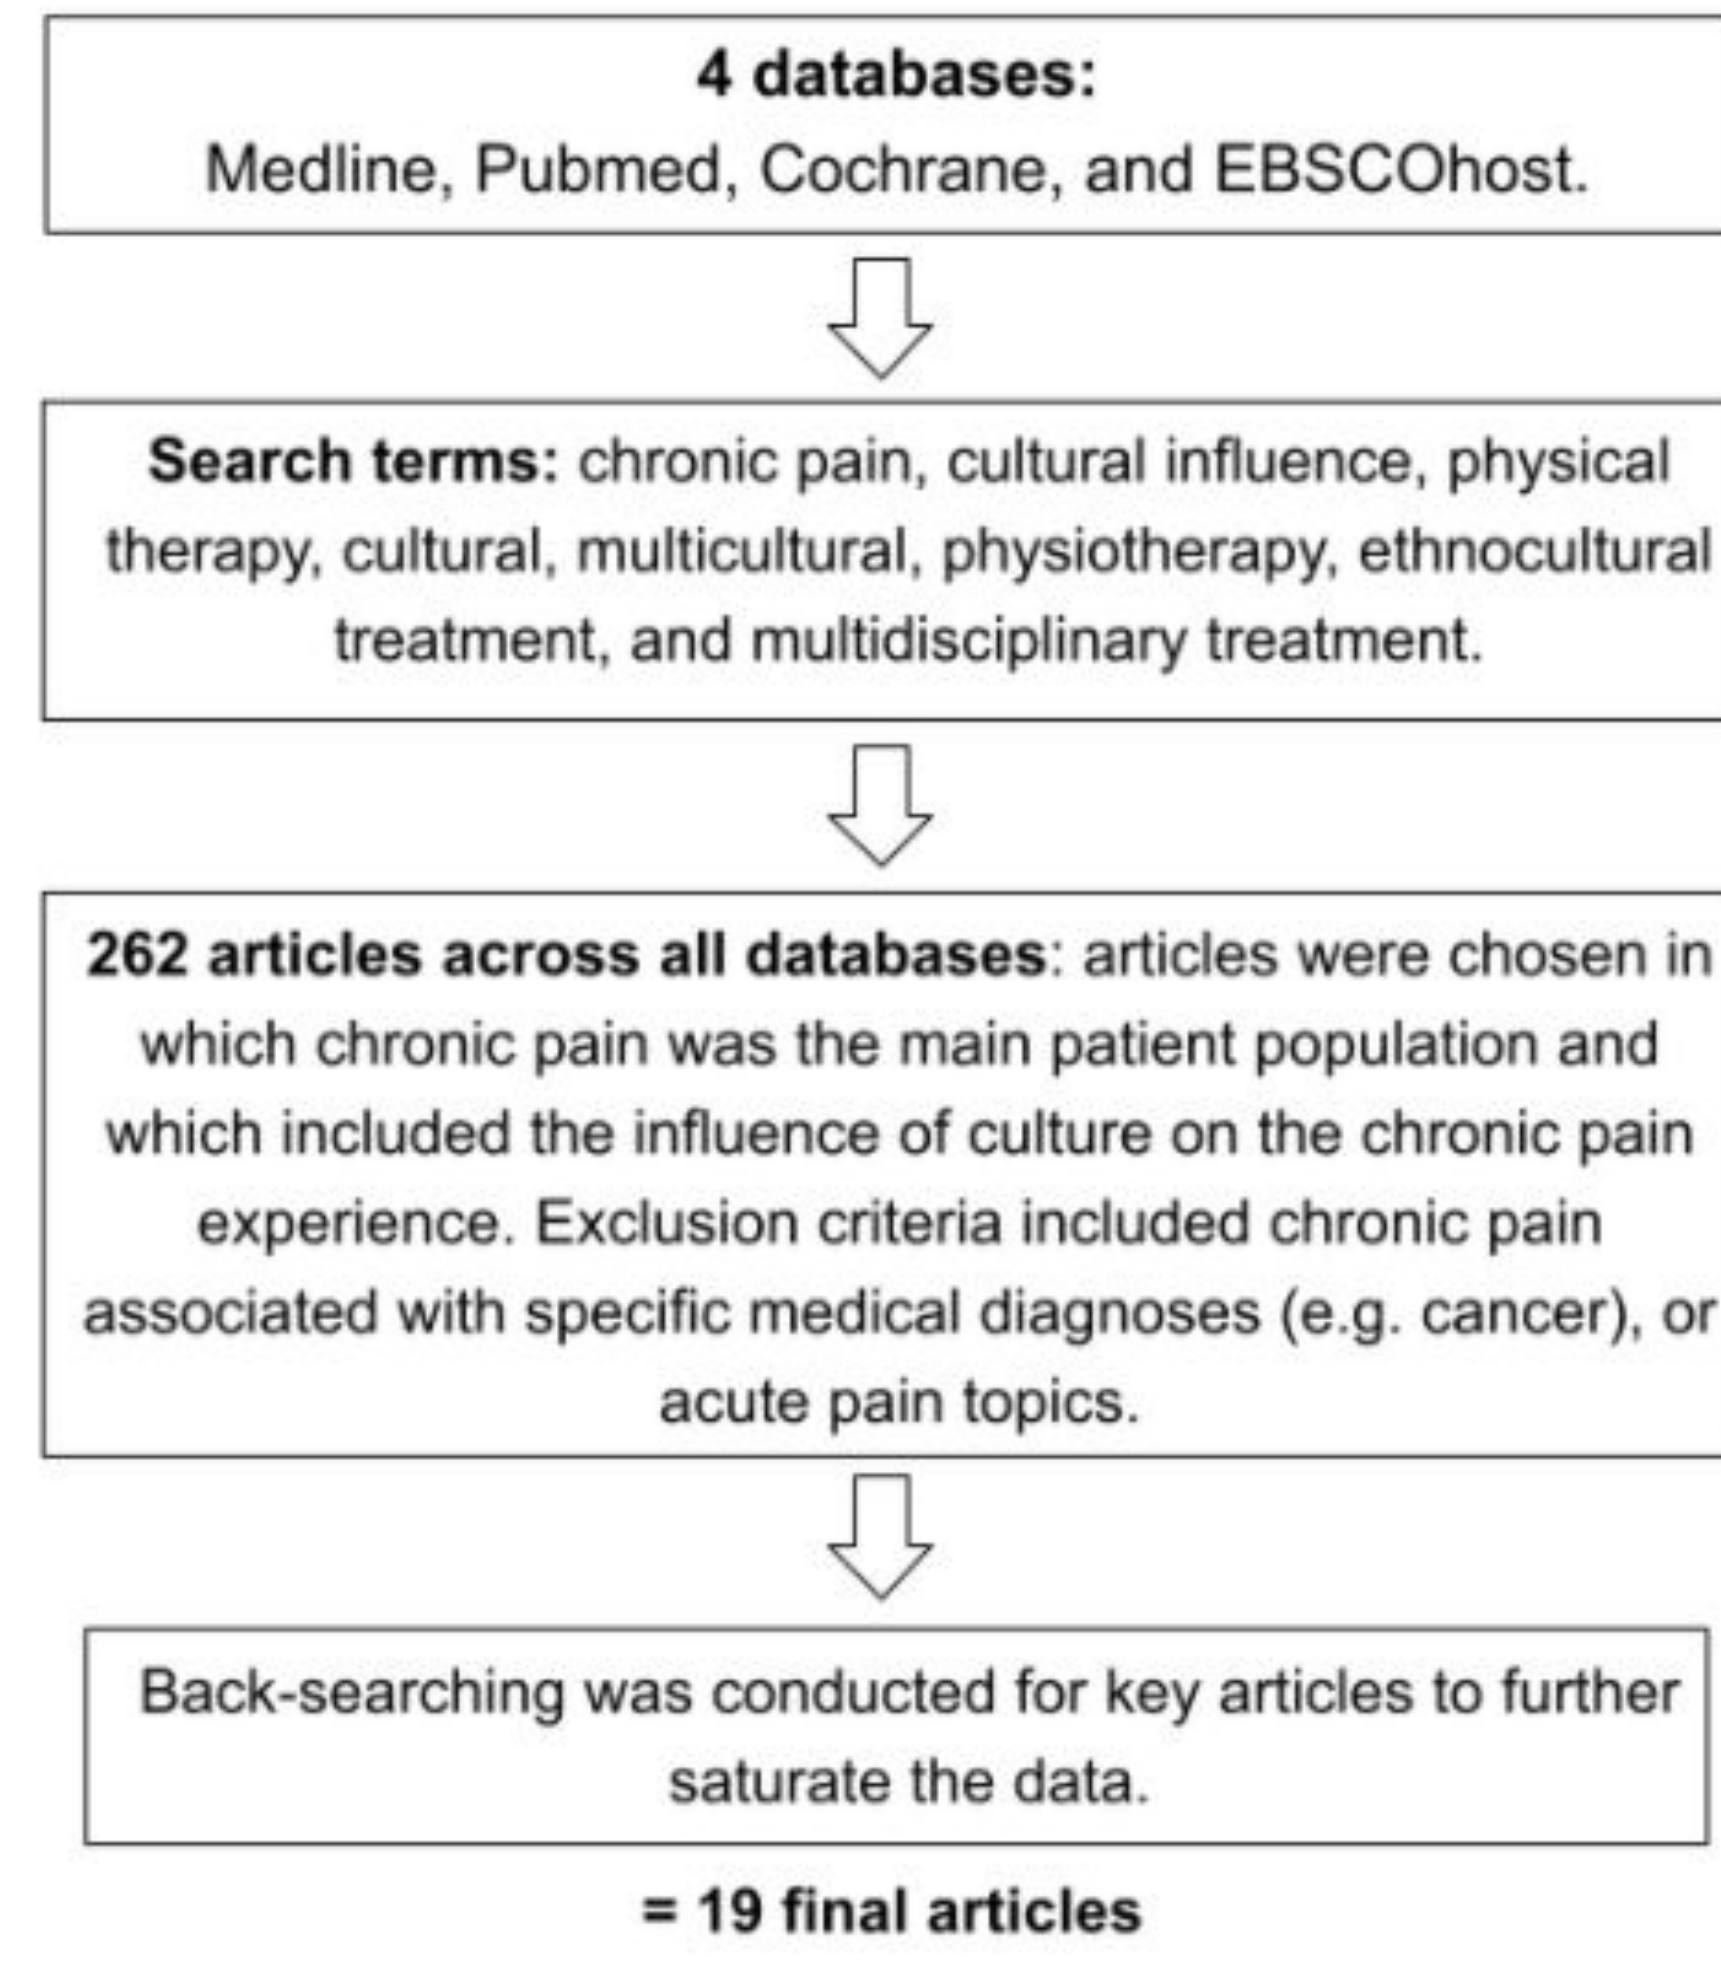 4 databases:
Medline, Pubmed, Cochrane, and EBSCOhost.
Search terms: chronic pain, cultural influence, physical
therapy, cultural, multicultural, physiotherapy, ethnocultural
treatment, and multidisciplinary treatment.
262 articles across all databases: articles were chosen in
which chronic pain was the main patient population and
which included the influence of culture on the chronic pain
experience. Exclusion criteria included chronic pain
associated with specific medical diagnoses (e.g. cancer), or
acute pain topics.
Back-searching was conducted for key articles to further
saturate the data.
= 19 final articles